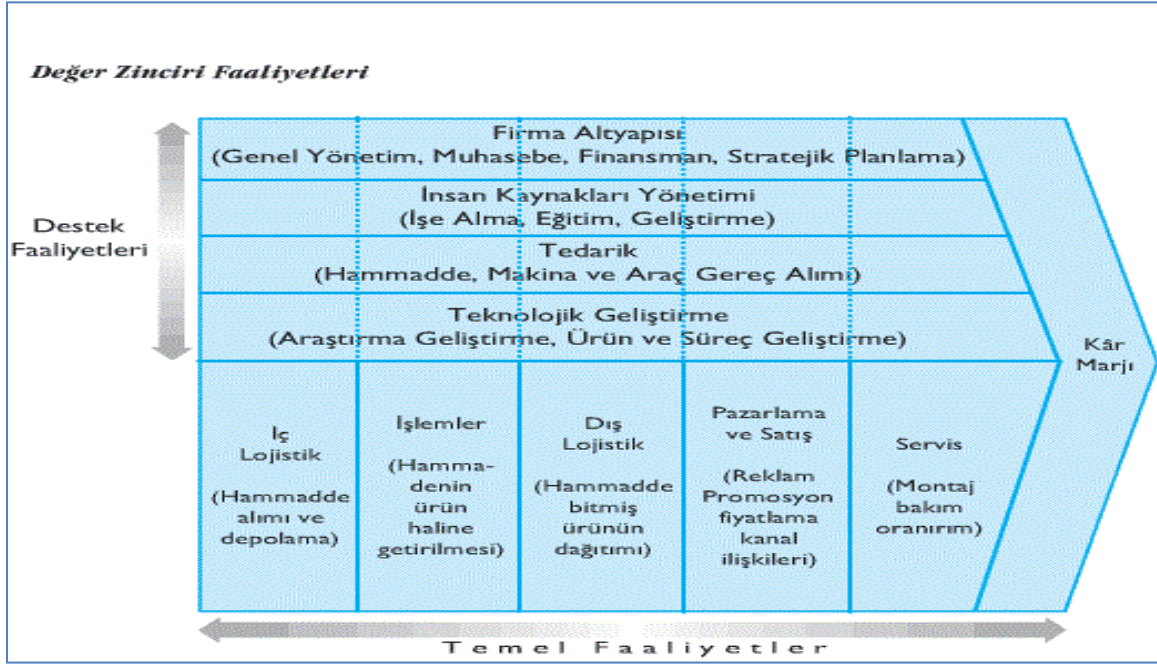 Değer Zinciri Faaliyetleri
Firma Altyapısı
(Genel Yönetim, Muhasebe, Finansman, Stratejik Planlama)
İnsan Kaynakları Yönetimi
(İşe Alma, Eğitim, Geliştirme)
Destek
Faaliyetleri
Tedarik
(Hammadde, Makina ve Araç Gereç Alımi)
Teknolojik Geliştirme
(Araştırma Geliştirme, Ürün ve Süreç Geliştirme)
Kâr
Marjı
İç
Lojistik
(Hammadde
alımı ve
depolama)
İşlemler
(Hamma-
denin
ürün
haline
getirilmesi)
Dış
Lojistik
(Hammadde
bitmiş
ürünün
dağıtımı)
Pazarlama
ve Satış
(Reklam
Promosyon
fiyatlama
kanal
ilişkileri)
Servis
(Montaj
bakım
oranırım)
Temel Faaliyetler